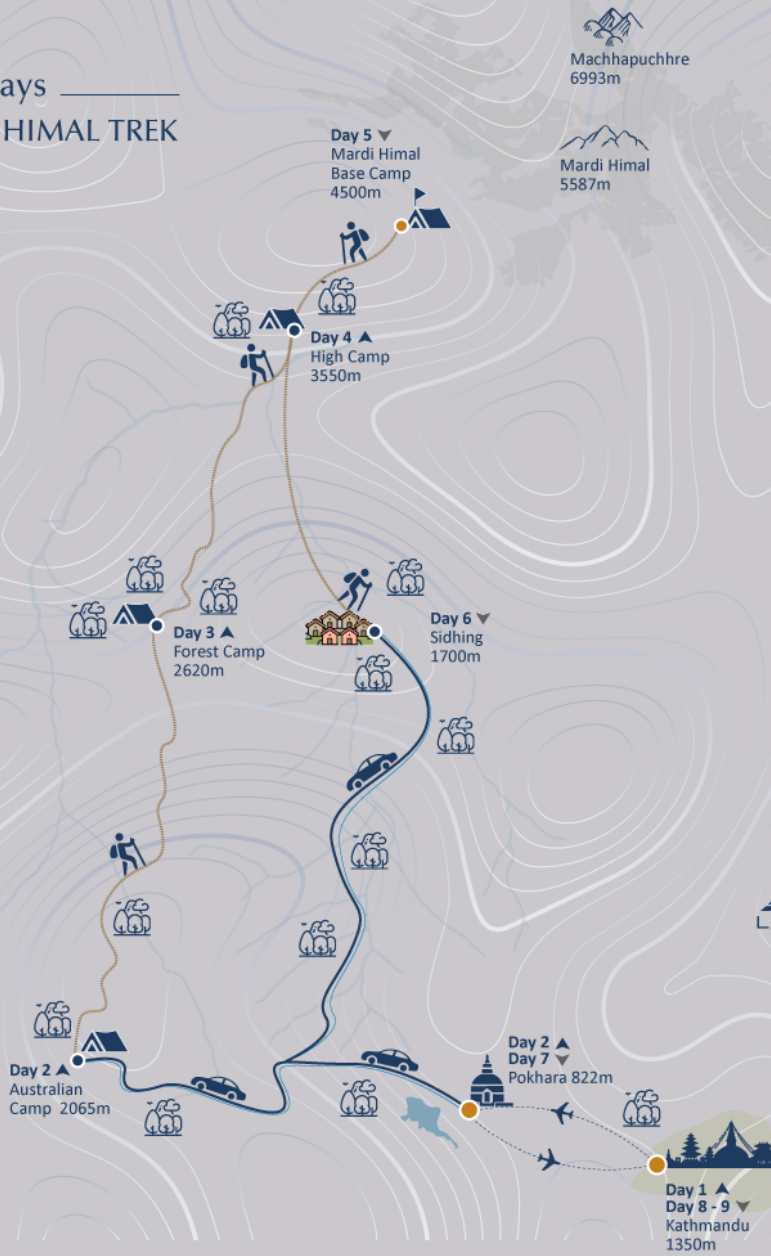 ays
HIMAL TREK
Machhapuchhre
6993m
Mardi Himal
5587m
Day 5
Mardi Himal
Base Camp
4500m
Day 4
High Camp
3550m
Day 3
Forest Camp
2620m
Day 6
Sidhing
1700m
Day 2
Australian
Camp 2065m
Day 2
Day 7
Pokhara 822m
Day 1
Day 8 - 9
Kathmandu
1350m